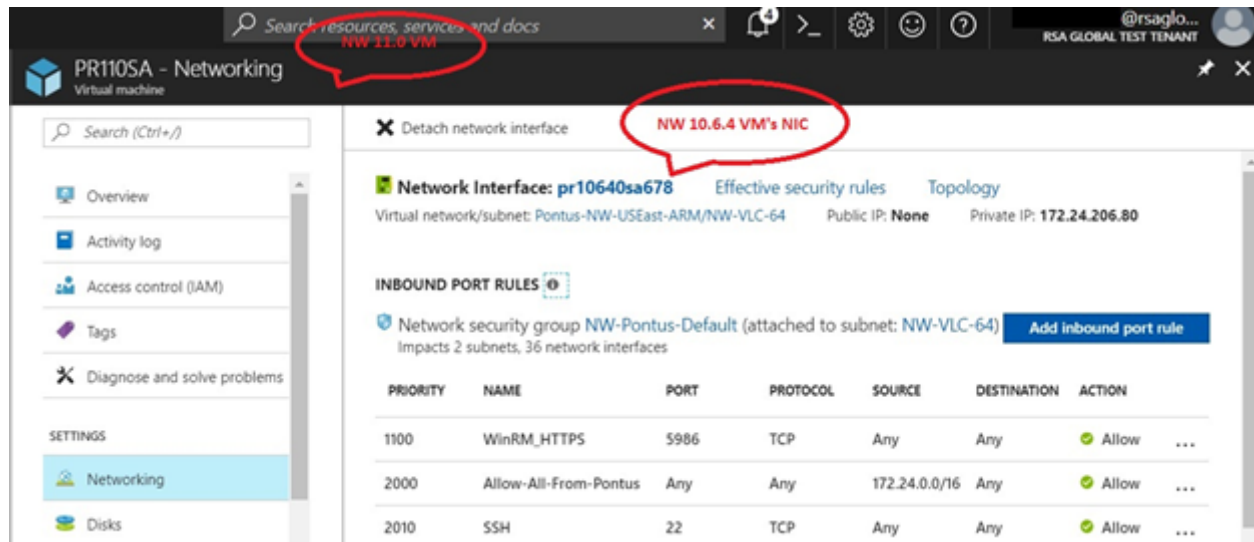 Search resources, services and docs
4
@rsaglo...
RSA GLOBAL TEST TENANT
NW 11.0 VM
PR110SA - Networking
Virtual machine
Search (Ctrl+/)
Detach network interface
NW 10.6.4 VM's NIC
Overview
Activity log
Access control (IAM)
Tags
Diagnose and solve problems
SETTINGS
Networking
Disks
Network Interface: pr10640sa678 Effective security rules Topology
Virtual network/subnet: Pontus-NW-USEast-ARM/NW-VLC-64 Public IP: None Private IP: 172.24.206.80
INBOUND PORT RULES
Network security group NW-Pontus-Default (attached to subnet: NW-VLC-64) Add inbound port rule
Impacts 2 subnets, 36 network interfaces
PRIORITY NAME PORT PROTOCOL SOURCE DESTINATION ACTION
1100 WinRM_HTTPS 5986 TCP Any Any Allow ...
2000 Allow-All-From-Pontus Any Any 172.24.0.0/16 Any Allow ...
2010 SSH 22 TCP Any Any Allow ...